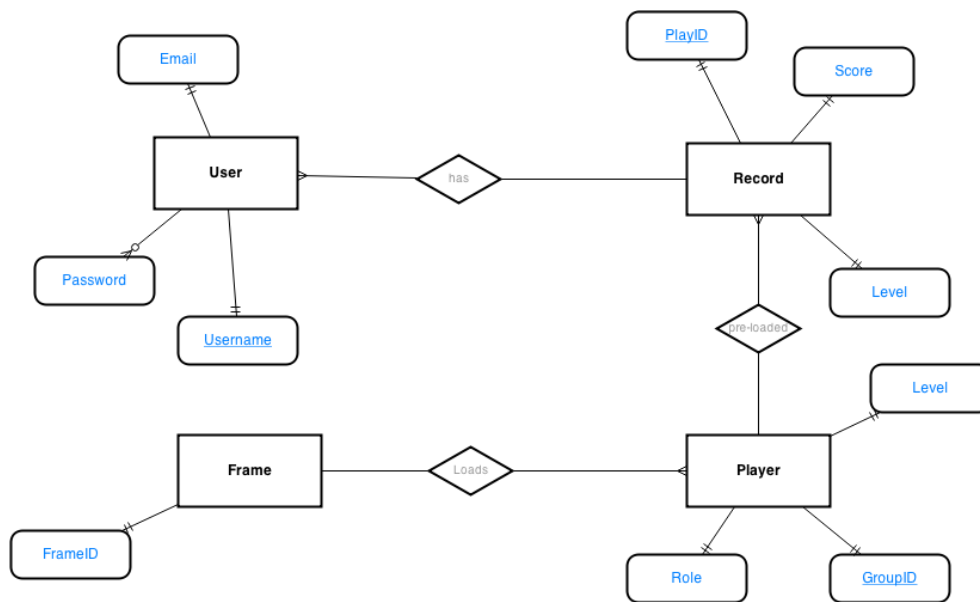 PlayID
Email
Score
User
has
Record
Password
Level
Username
pre-loaded
Level
Frame
Loads
Player
FrameID
Role
GroupID